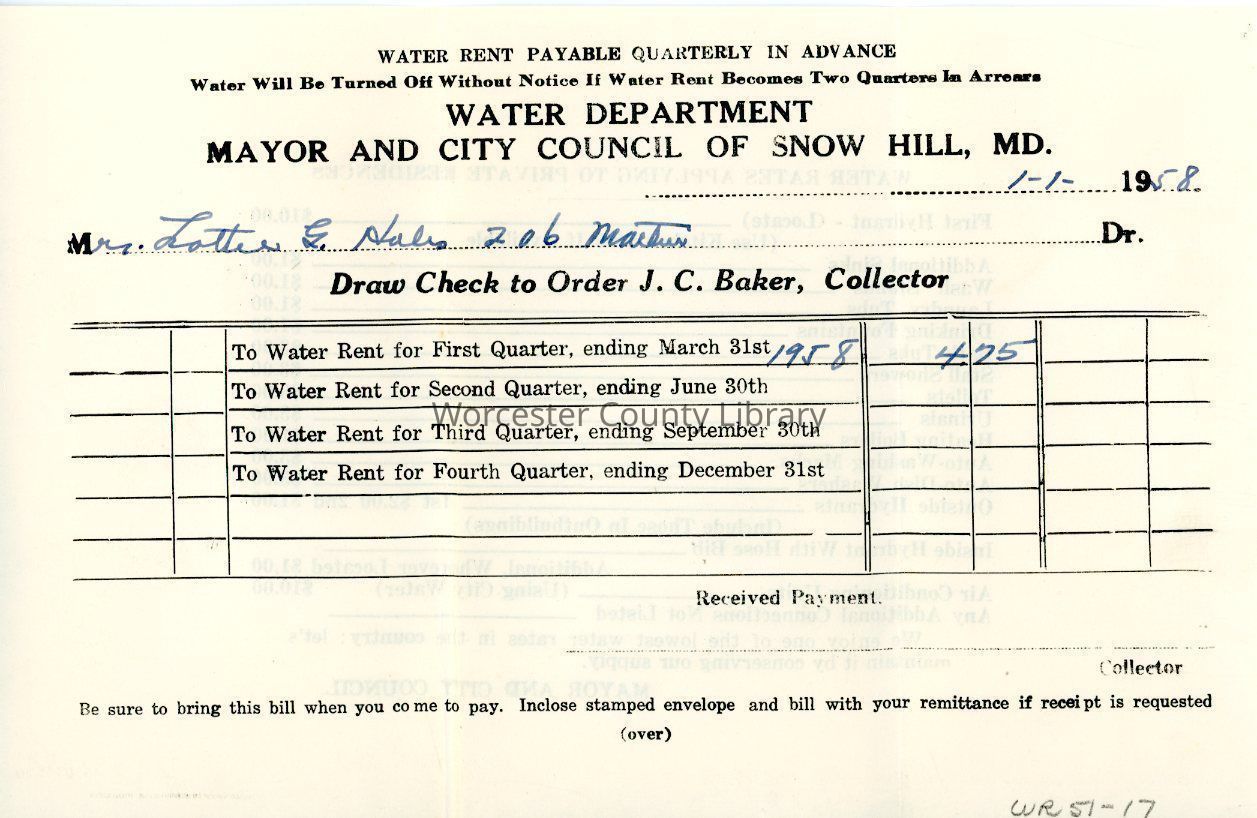 WATER RENT PAYABLE QUARTERLY IN ADVANCE
Water Will Be Turned Off Without Notice If Water Rent Becomes Two Quarters In Arrears
WATER DEPARTMENT
MAYOR AND CITY COUNCIL OF SNOW HILL, MD.
1-1- 1958.
Mrs. Lottie G. Hales 206 Martin Dr.
Draw Check to Order J. C. Baker, Collector
To Water Rent for First Quarter, ending March 31st 1958 4 75
To Water Rent for Second Quarter, ending June 30th
Worcester County Library
To Water Rent for Third Quarter, ending September 30th
To Water Rent for Fourth Quarter, ending December 31st
Received Payment.
Collector
Be sure to bring this bill when you come to pay. Inclose stamped envelope and bill with your remittance if receipt is requested
(over)
WR 51-17